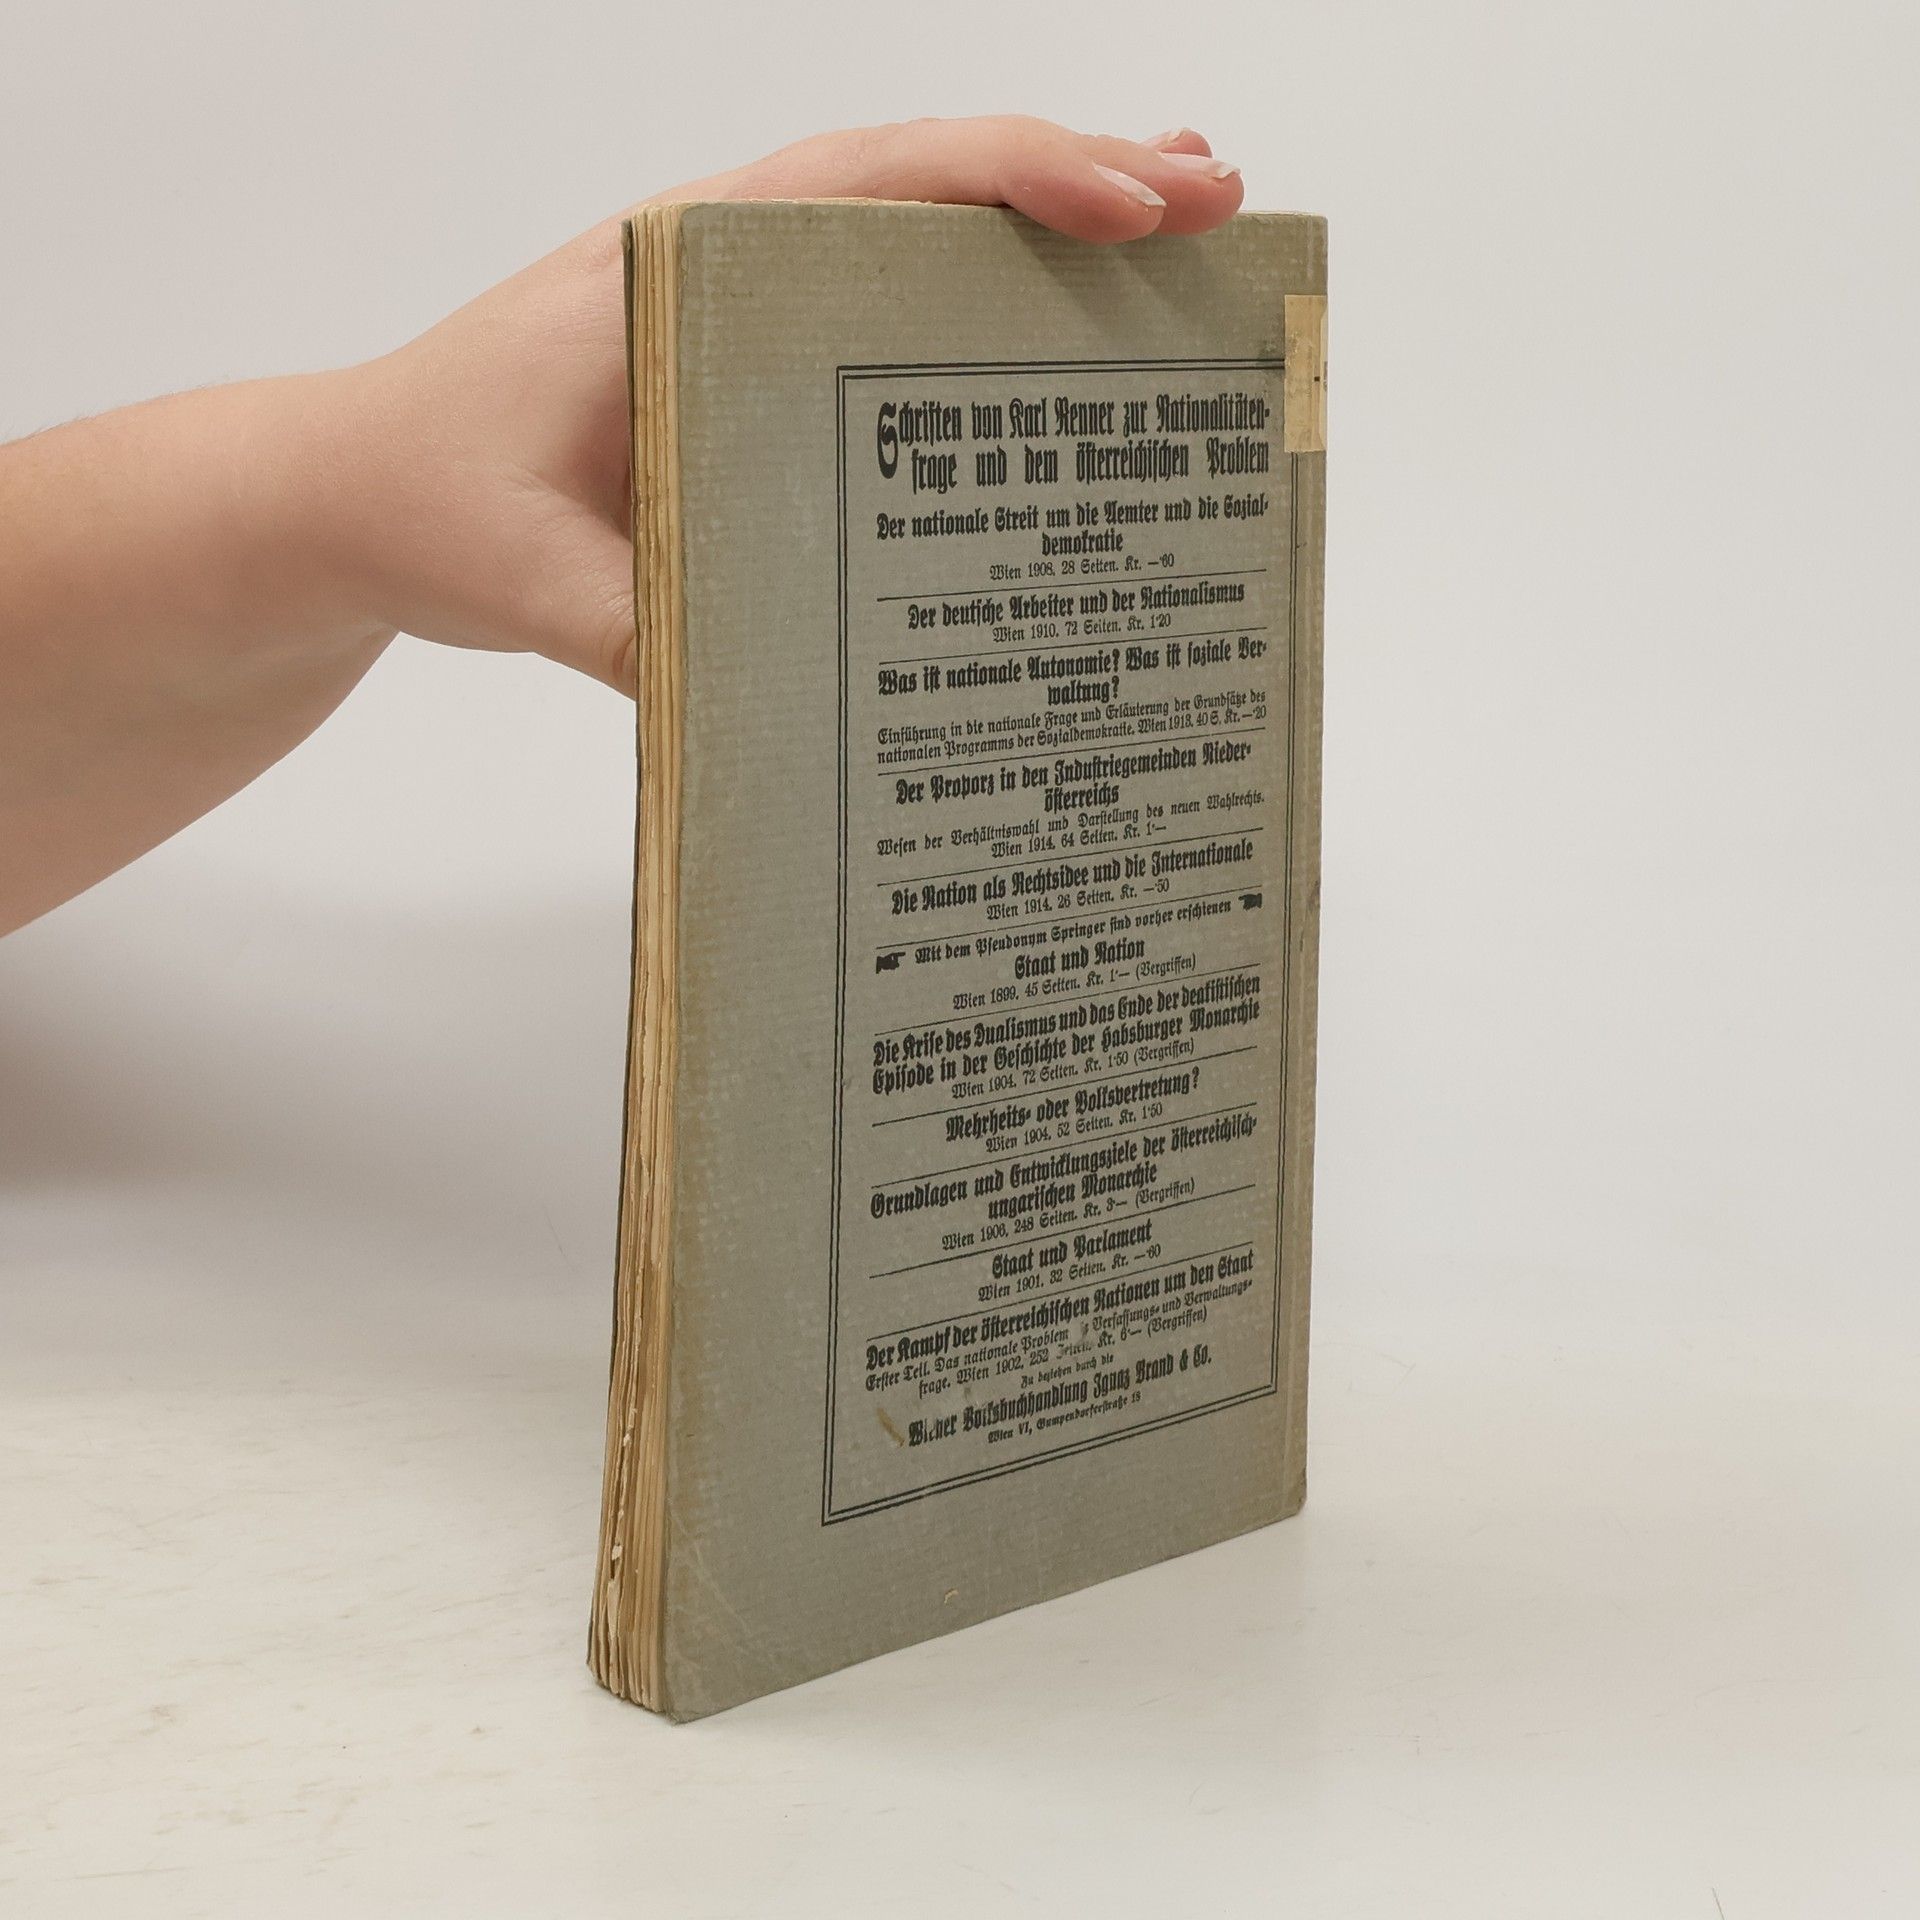 Schriften von Karl Renner zur Nationalitäten-
frage und dem österreichischen Problem
Der nationale Streit um die Aemter und die Sozial-
demokratie
Wien 1908. 28 Seiten. Kr. —·60
Der deutsche Arbeiter und der Nationalismus
Wien 1910. 72 Seiten. Kr. 1·20
Was ist nationale Autonomie? Was ist soziale Ver-
waltung?
Einführung in die nationale Frage und Erläuterung der Grundsätze des
nationalen Programms der Sozialdemokratie. Wien 1913. 40 S. Kr. —·20
Der Proporz in den Industriegemeinden Nieder-
österreichs
Wesen der Verhältniswahl und Darstellung des neuen Wahlrechts.
Wien 1914. 64 Seiten. Kr. 1·—
Die Nation als Rechtsidee und die Internationale
Wien 1914. 26 Seiten. Kr. —·50
Mit dem Pseudonym Springer sind vorher erschienen
Staat und Nation
Wien 1899. 45 Seiten. Kr. 1·— (Vergriffen)
Die Krise des Dualismus und das Ende der deakistischen
Episode in der Geschichte der Habsburger Monarchie
Wien 1904. 72 Seiten. Kr. 1·50 (Vergriffen)
Mehrheits- oder Volksvertretung?
Wien 1904. 52 Seiten. Kr. 1·50
Grundlagen und Entwicklungsziele der österreichisch-
ungarischen Monarchie
Wien 1906. 248 Seiten. Kr. 3·— (Vergriffen)
Staat und Parlament
Wien 1901. 32 Seiten. Kr. —·60
Der Kampf der österreichischen Nationen um den Staat
Erster Teil. Das nationale Problem Verfassungs- und Verwaltungs-
frage. Wien 1902. 252 Seiten. Kr. 6·— (Vergriffen)
Zu beziehen durch die
Wiener Volksbuchhandlung Ignaz Brand & Co.
Wien VI, Gumpendorferstraße 18